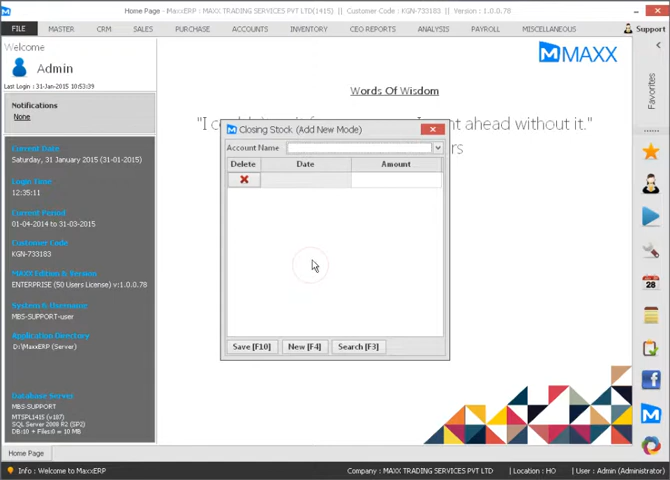 Home Page - MaxxERP : MAXX TRADING SERVICES PVT LTD(1415) || Customer Code : KGN-733183 || Version : 1.0.0.78
FILE MASTER CRM SALES PURCHASE ACCOUNTS INVENTORY CEO REPORTS ANALYSIS PAYROLL MISCELLANEOUS Support
Welcome
Admin
Last Login : 31-Jan-2015 10:53:39
Notifications
None
Current Date
Saturday, 31 January 2015 (31-01-2015)
Login Time
12:35:11
Current Period
01-04-2014 to 31-03-2015
Customer Code
KGN-733183
MAXX Edition & Version
ENTERPRISE (50 Users License) v:1.0.0.78
System & Username
MBS-SUPPORT-user
Application Directory
D:\MaxxERP (Server)
Database Server
MBS-SUPPORT
MTSPL1415 (v107)
SQL Server 2008 R2 (SP2)
DB:10 + Files:0 = 10 MB
MAXX
Words Of Wisdom
"I ent ahead without it."
ers
Closing Stock (Add New Mode)
Account Name
Delete Date Amount
Save [F10] New [F4] Search [F3]
Favorites
28
Home Page
Info : Welcome to MaxxERP Company : MAXX TRADING SERVICES PVT LTD | Location : HO | User : Admin (Administrator)